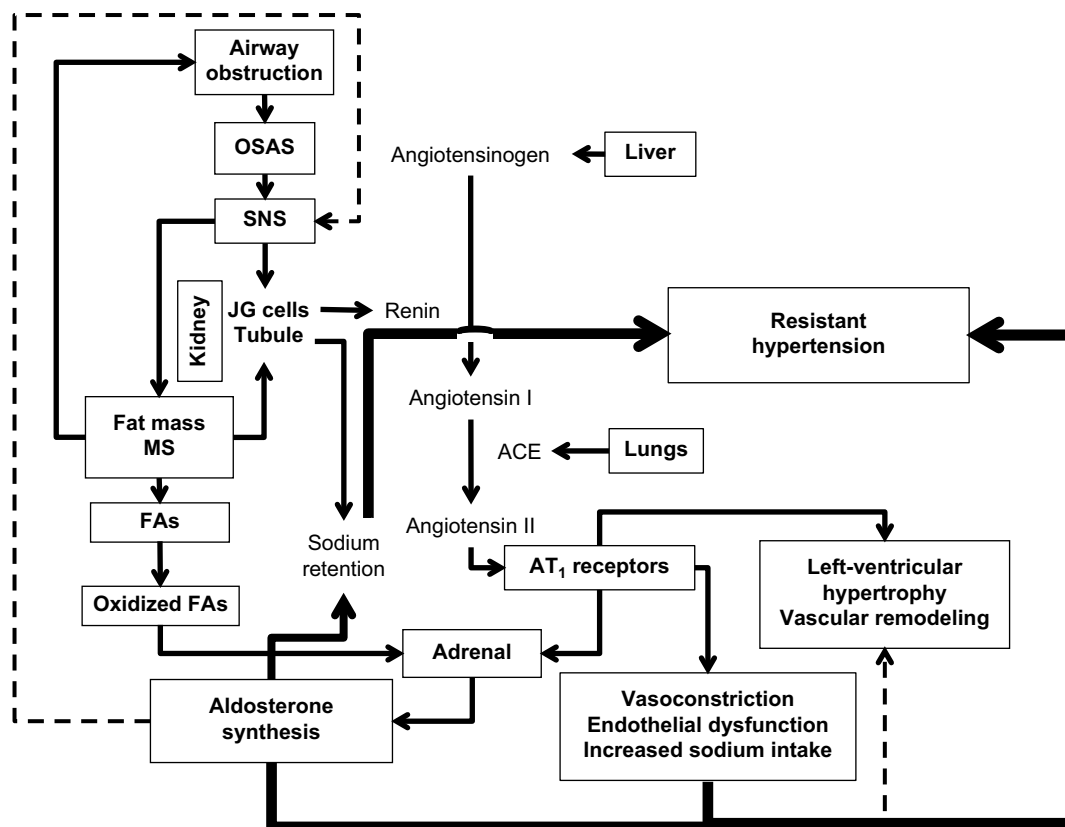 Airway
obstruction
OSAS
SNS
Angiotensinogen
Liver
Kidney
JG cells
Tubule
Renin
Resistant
hypertension
Angiotensin I
Fat mass
MS
ACE
Lungs
FAs
Angiotensin II
Sodium
retention
AT₁ receptors
Left-ventricular
hypertrophy
Vascular remodeling
Oxidized FAs
Adrenal
Aldosterone
synthesis
Vasoconstriction
Endothelial dysfunction
Increased sodium intake